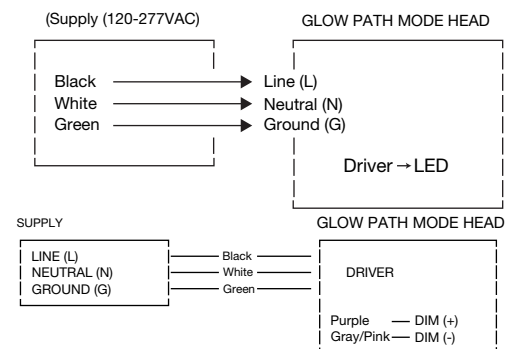 (Supply (120-277VAC)
GLOW PATH MODE HEAD
Black
Line (L)
White
Neutral (N)
Green
Ground (G)
Driver→LED
SUPPLY
GLOW PATH MODE HEAD
LINE (L)
Black
NEUTRAL (N)
White
DRIVER
GROUND (G)
Green
Purple — DIM (+)
Gray/Pink — DIM (-)